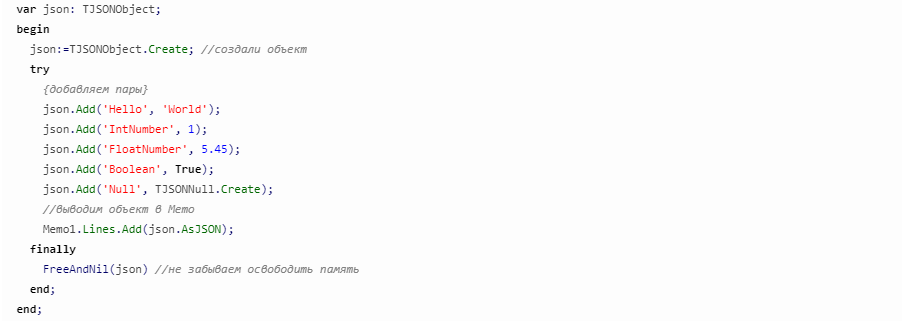 var json: TJSONObject;
begin
  json:=TJSONObject.Create; //создали объект
  try
    {добавляем пары}
    json.Add('Hello', 'World');
    json.Add('IntNumber', 1);
    json.Add('FloatNumber', 5.45);
    json.Add('Boolean', True);
    json.Add('Null', TJSONNull.Create);
    //выводим объект в Memo
    Memo1.Lines.Add(json.AsJSON);
  finally
    FreeAndNil(json) //не забываем освободить память
  end;
end;